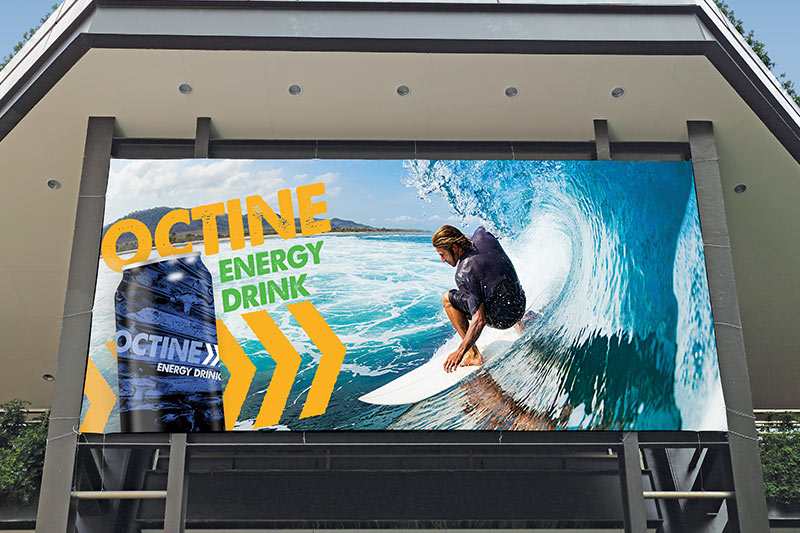 OCTINE
ENERGY
DRINK
OCTINE
ENERGY DRINK